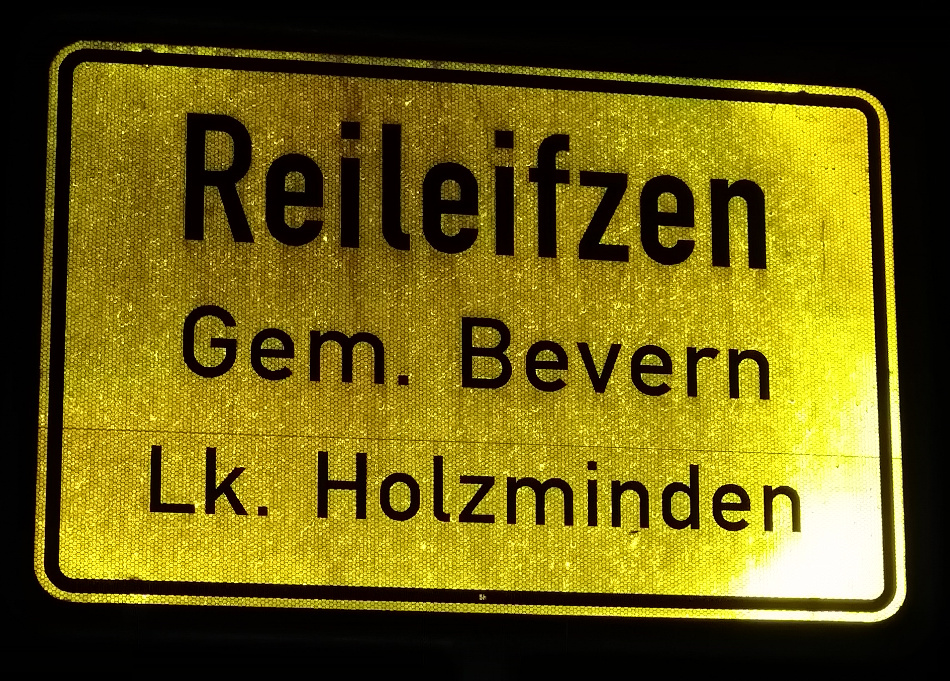 Reileifzen
Gem. Bevern
Lk. Holzminden